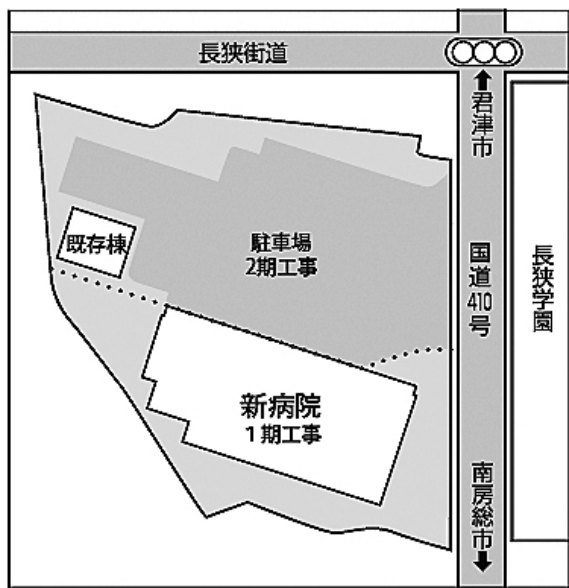 長狭街道
君津市
既存棟
駐車場
2期工事
国道410号
長狭学園
新病院
1期工事
南房総市